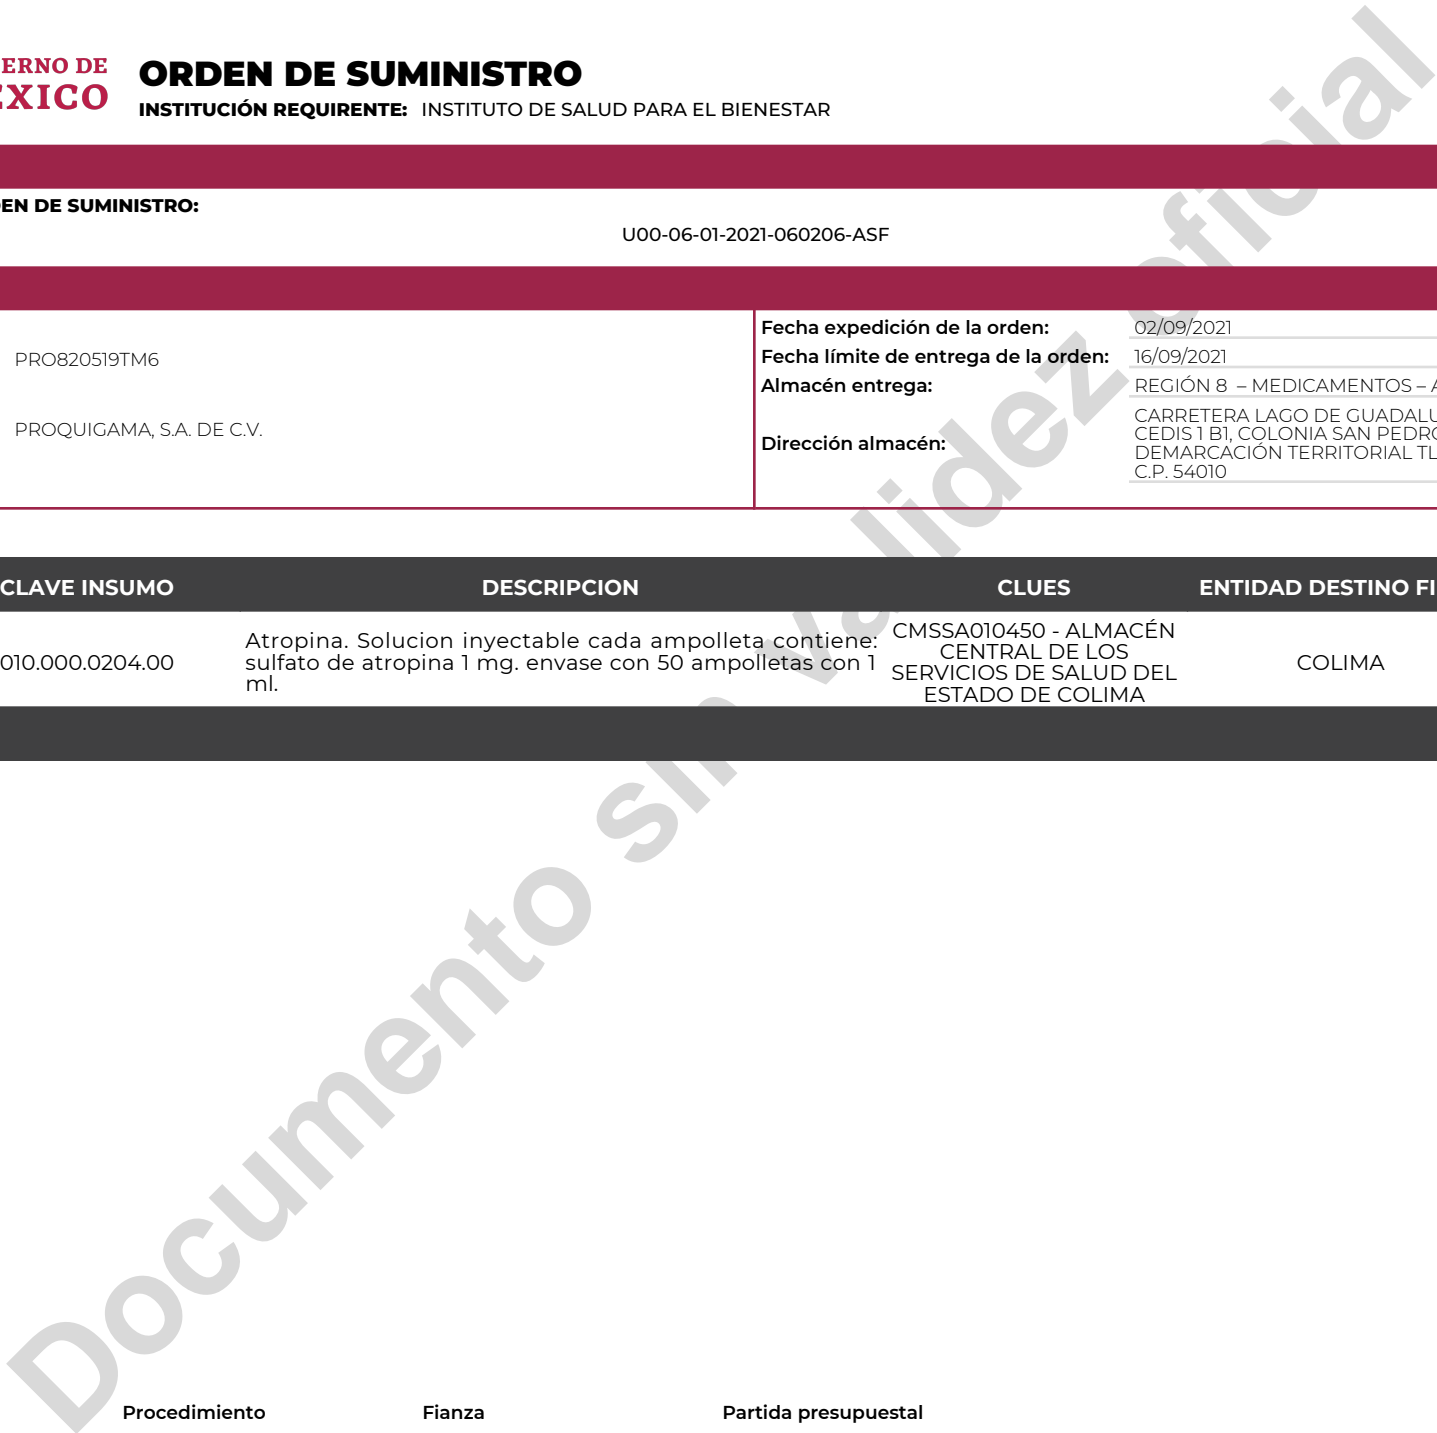 ERNO DE
EXICO
ORDEN DE SUMINISTRO
INSTITUCIÓN REQUIRENTE: INSTITUTO DE SALUD PARA EL BIENESTAR
EN DE SUMINISTRO:
U00-06-01-2021-060206-ASF
PRO820519TM6
PROQUIGAMA, S.A. DE C.V.
Fecha expedición de la orden: 02/09/2021
Fecha límite de entrega de la orden: 16/09/2021
Almacén entrega: REGIÓN 8 – MEDICAMENTOS – A
Dirección almacén:
CARRETERA LAGO DE GUADALU
CEDIS 1 B1, COLONIA SAN PEDRO
DEMARCACIÓN TERRITORIAL TL
C.P. 54010
CLAVE INSUMO DESCRIPCION CLUES ENTIDAD DESTINO FI
010.000.0204.00
Atropina. Solucion inyectable cada ampolleta contiene:
sulfato de atropina 1 mg. envase con 50 ampolletas con 1
ml.
CMSSA010450 - ALMACÉN
CENTRAL DE LOS
SERVICIOS DE SALUD DEL
ESTADO DE COLIMA
COLIMA
Documento sin validez oficial
Procedimiento Fianza Partida presupuestal